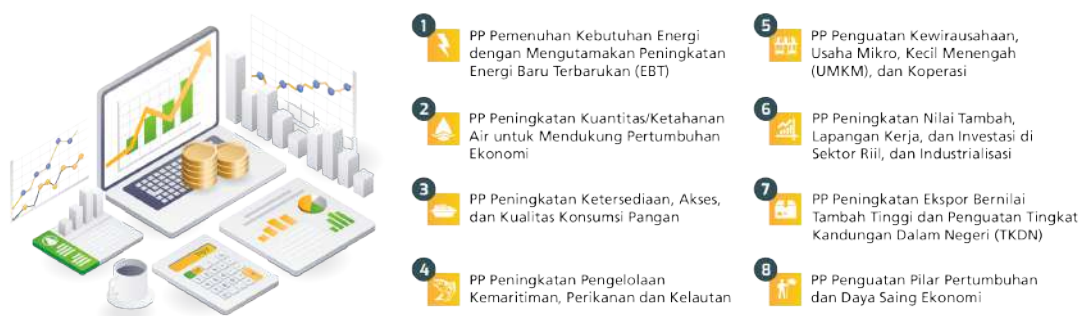 1
PP Pemenuhan Kebutuhan Energi
dengan Mengutamakan Peningkatan
Energi Baru Terbarukan (EBT)
2
PP Peningkatan Kuantitas/Ketahanan
Air untuk Mendukung Pertumbuhan
Ekonomi
3
PP Peningkatan Ketersediaan, Akses,
dan Kualitas Konsumsi Pangan
4
PP Peningkatan Pengelolaan
Kemaritiman, Perikanan dan Kelautan
5
PP Penguatan Kewirausahaan,
Usaha Mikro, Kecil Menengah
(UMKM), dan Koperasi
6
PP Peningkatan Nilai Tambah,
Lapangan Kerja, dan Investasi di
Sektor Riil, dan Industrialisasi
7
PP Peningkatan Ekspor Bernilai
Tambah Tinggi dan Penguatan Tingkat
Kandungan Dalam Negeri (TKDN)
8
PP Penguatan Pilar Pertumbuhan
dan Daya Saing Ekonomi